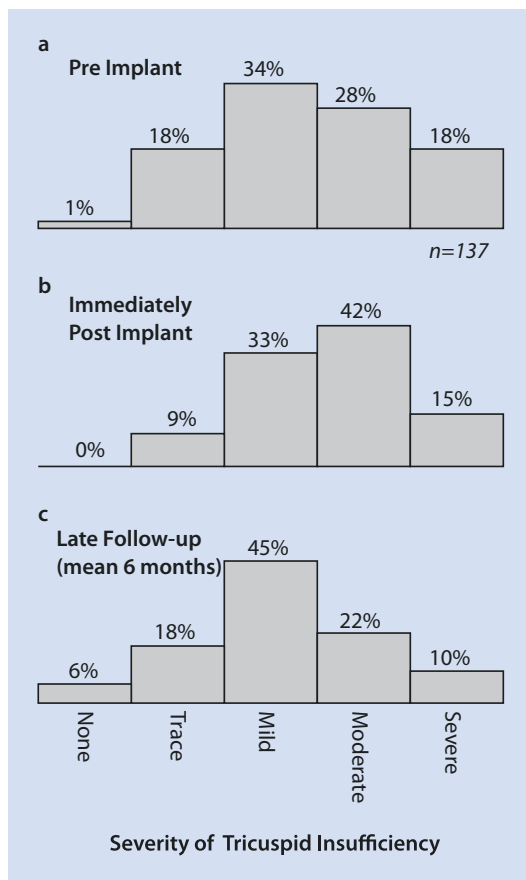 a
Pre Implant
1%
18%
34%
28%
18%
n=137
b
Immediately
Post Implant
0%
9%
33%
42%
15%
c
Late Follow-up
(mean 6 months)
6%
18%
45%
22%
10%
None
Trace
Mild
Moderate
Severe
Severity of Tricuspid Insufficiency